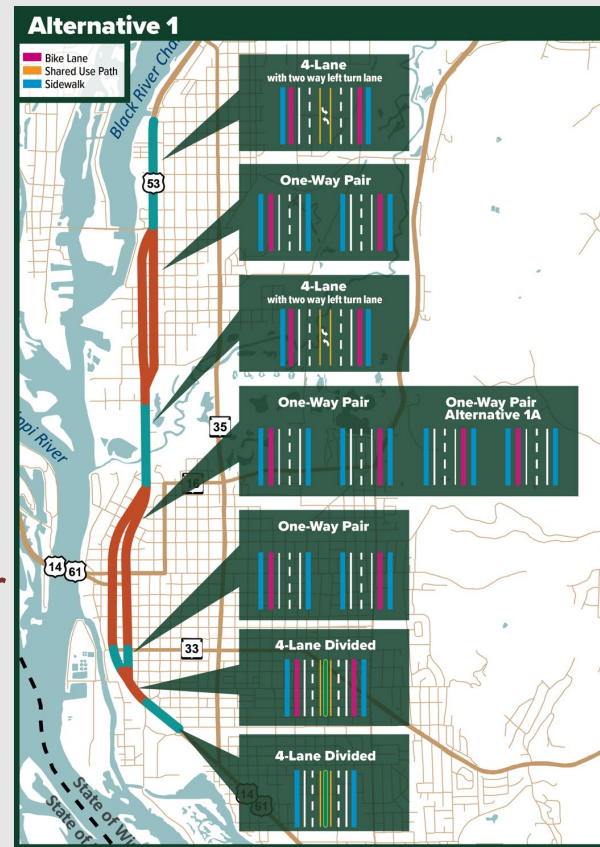 Alternative 1
Bike Lane
Shared Use Path
Sidewalk
Black River Cha
4-Lane
with two way left turn lane
53
One-Way Pair
4-Lane
with two way left turn lane
One-Way Pair
One-Way Pair
Alternative 1A
ppi River
35
16
One-Way Pair
14
61
33
4-Lane Divided
4-Lane Divided
14
61
State of Wi
State of